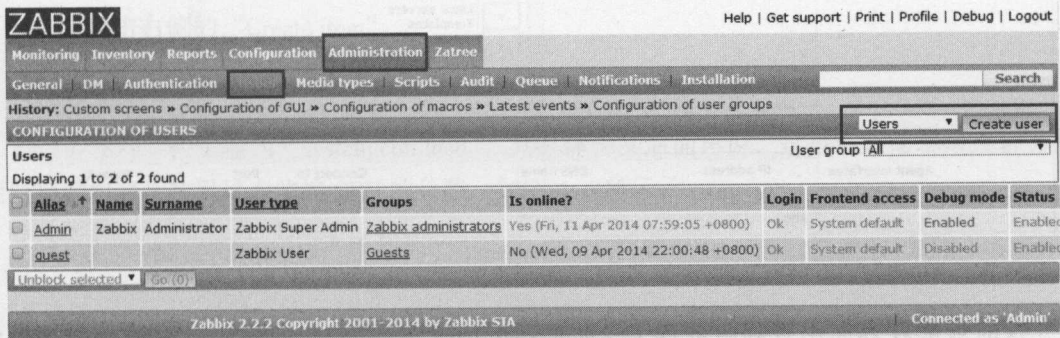 ZABBIX
Help | Get support | Print | Profile | Debug | Logout
Monitoring Inventory Reports Configuration Administration Zatree
General | DM | Authentication | | Media types | Scripts | Audit | Queue | Notifications | Installation Search
History: Custom screens » Configuration of GUI » Configuration of macros » Latest events » Configuration of user groups
CONFIGURATION OF USERS Users Create user
Users User group All
Displaying 1 to 2 of 2 found
Alias Name Surname User type Groups Is online? Login Frontend access Debug mode Status
Admin Zabbix Administrator Zabbix Super Admin Zabbix administrators Yes (Fri, 11 Apr 2014 07:59:05 +0800) Ok System default Enabled Enabled
guest Zabbix User Guests No (Wed, 09 Apr 2014 22:00:48 +0800) Ok System default Disabled Enabled
Unblock selected Go (0)
Zabbix 2.2.2 Copyright 2001-2014 by Zabbix SIA Connected as 'Admin'